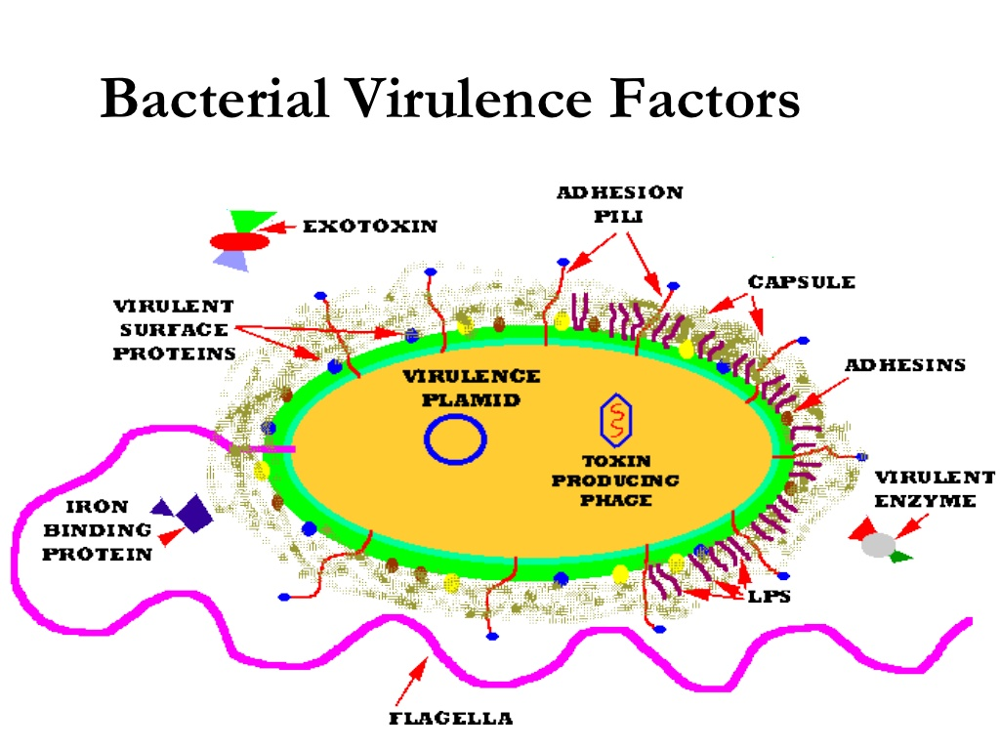 Bacterial Virulence Factors
ADHESION
PILI
EXOTOXIN
CAPSULE
VIRULENT
SURFACE
PROTEINS
ADHESINS
VIRULENCE
PLAMID
TOXIN
PRODUCING
PHAGE
VIRULENT
ENZYME
IRON
BINDING
PROTEIN
LPS
FLAGELLA